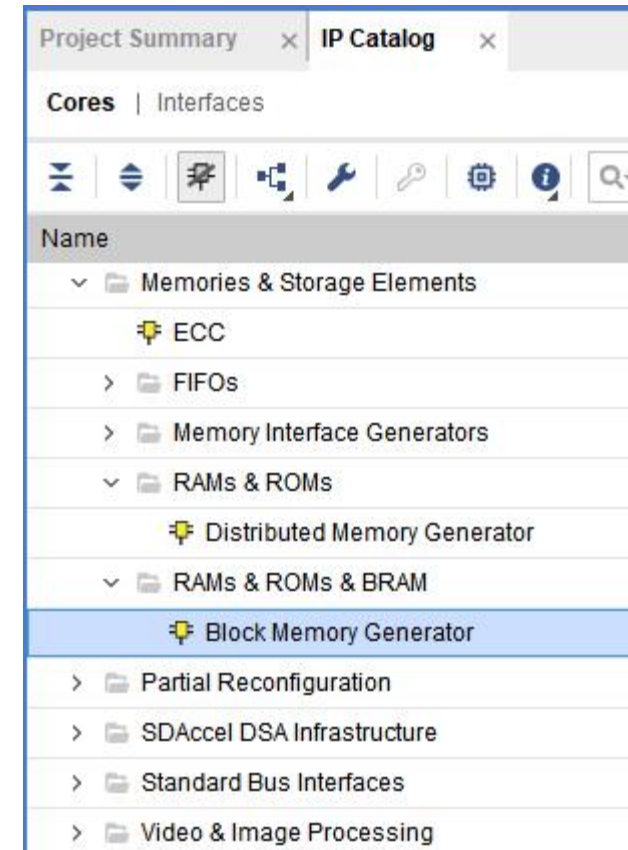 Project Summary × IP Catalog ×
Cores | Interfaces
Name
Memories & Storage Elements
ECC
FIFOs
Memory Interface Generators
RAMs & ROMs
Distributed Memory Generator
RAMs & ROMs & BRAM
Block Memory Generator
Partial Reconfiguration
SDAccel DSA Infrastructure
Standard Bus Interfaces
Video & Image Processing